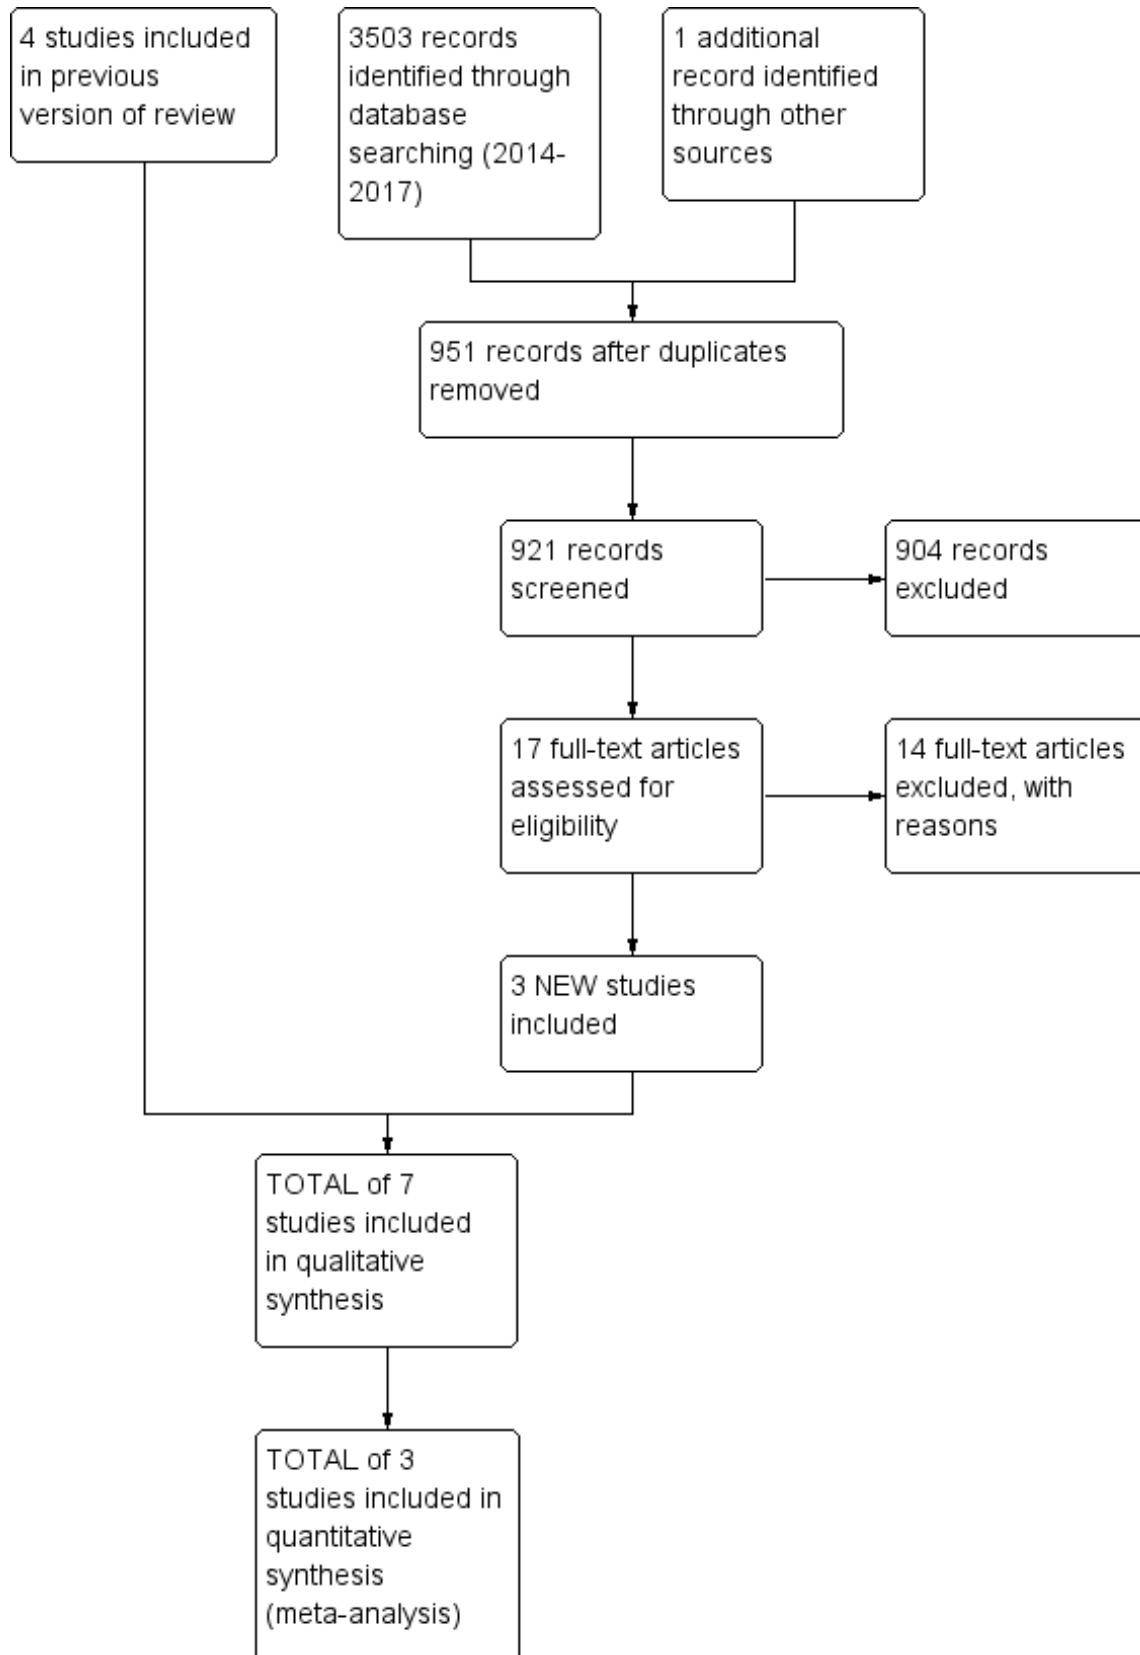 4 studies included
in previous
version of review
3503 records
identified through
database
searching (2014-
2017)
1 additional
record identified
through other
sources
951 records after duplicates
removed
921 records
screened
904 records
excluded
17 full-text articles
assessed for
eligibility
14 full-text articles
excluded, with
reasons
3 NEW studies
included
TOTAL of 7
studies included
in qualitative
synthesis
TOTAL of 3
studies included in
quantitative
synthesis
(meta-analysis)